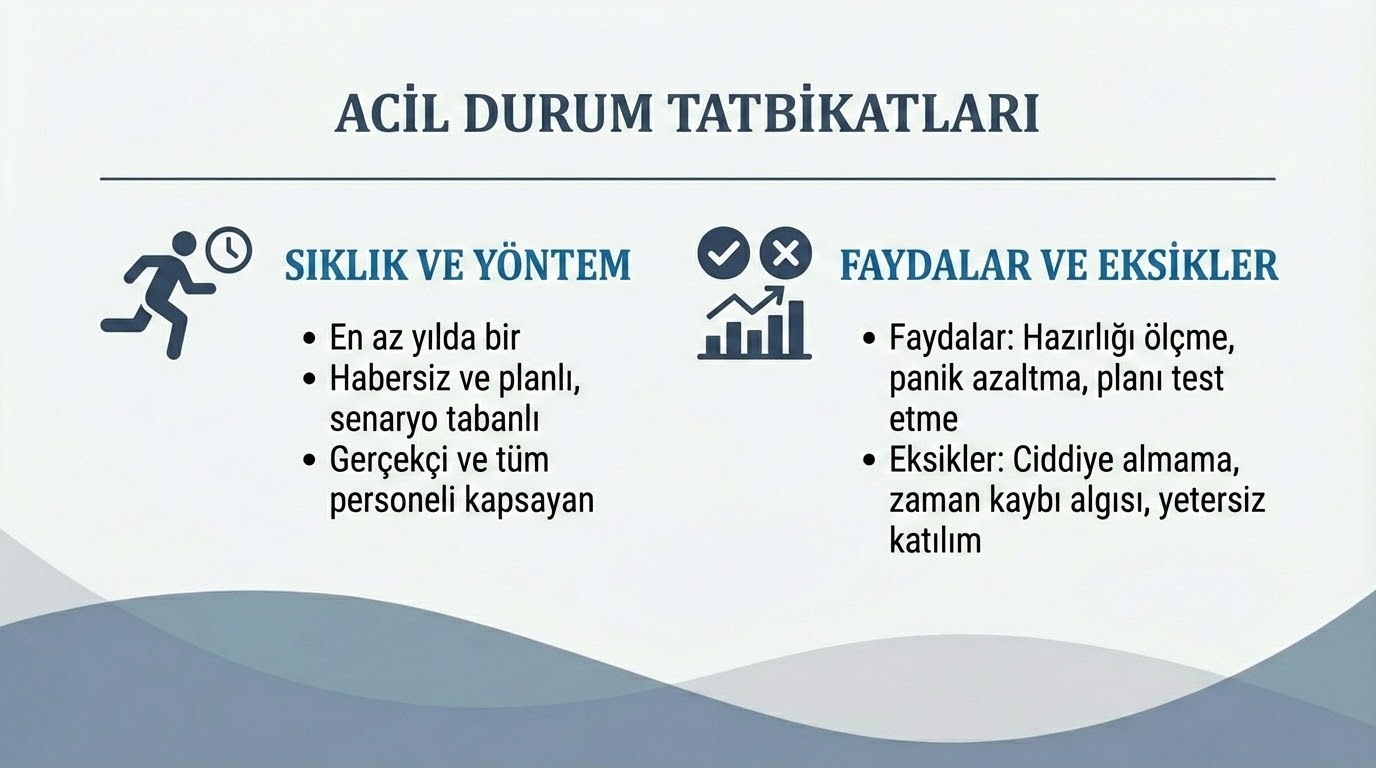 ACİL DURUM TATBİKATLARI
SIKLIK VE YÖNTEM
• En az yılda bir
• Habersiz ve planlı,
senaryo tabanlı
• Gerçekçi ve tüm
personeli kapsayan
FAYDALAR VE EKSİKLER
• Faydalar: Hazırlığı ölçme,
panik azaltma, planı test
etme
• Eksikler: Ciddiye almama,
zaman kaybı algısı, yetersiz
katılım